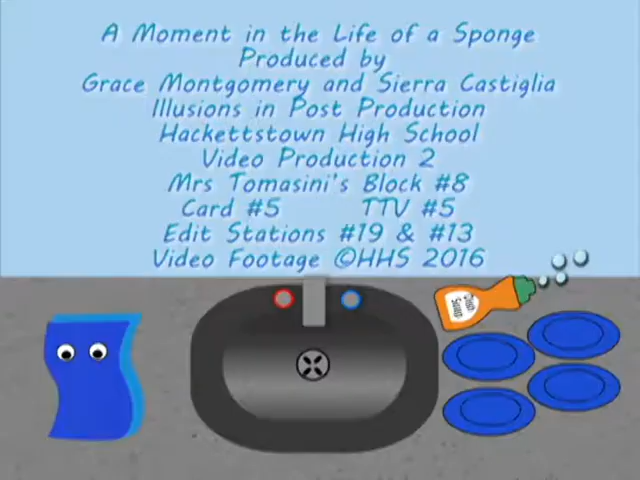 A Moment in the Life of a Sponge
Produced by
Grace Montgomery and Sierra Castiglia
Illusions in Post Production
Hackettstown High School
Video Production 2
Mrs Tomasini's Block #8
Card #5 TTV #5
Edit Stations #19 & #13
Video Footage ©HHS 2016
Dish
Soap